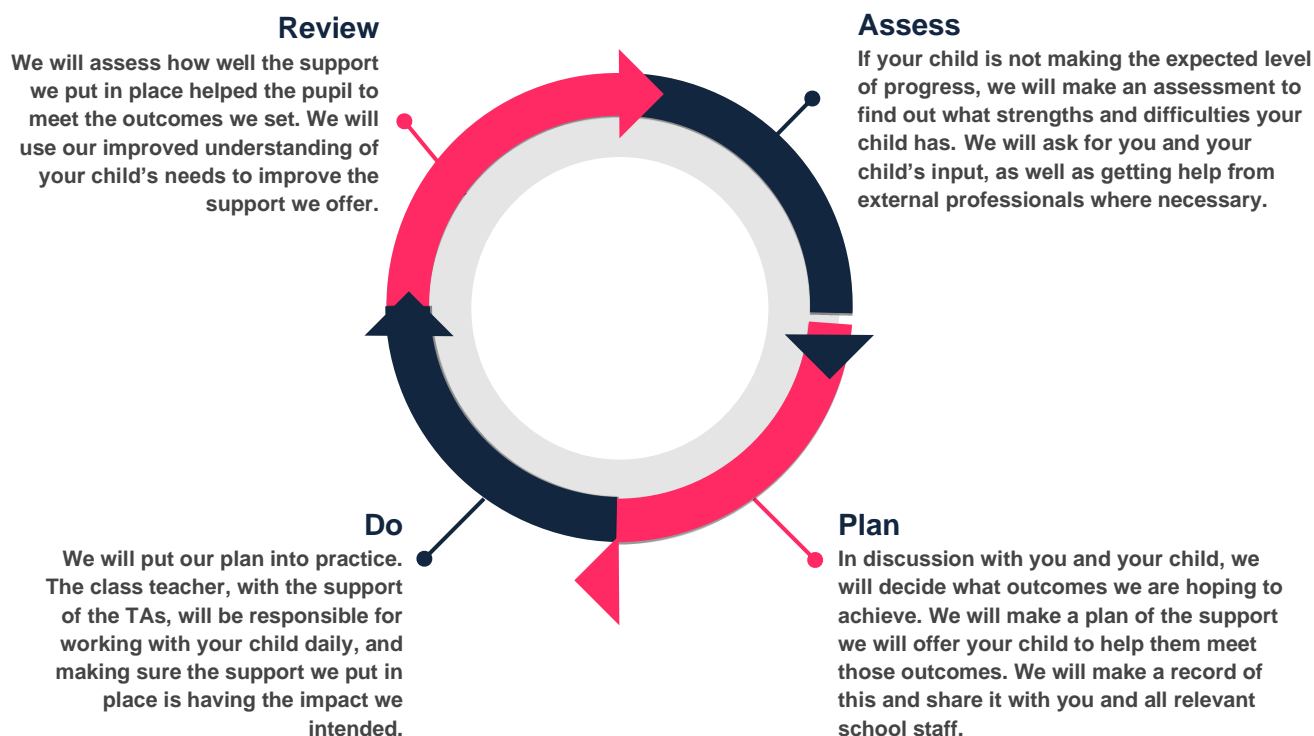 Review
We will assess how well the support
we put in place helped the pupil to
meet the outcomes we set. We will
use our improved understanding of
your child’s needs to improve the
support we offer.
Assess
If your child is not making the expected level
of progress, we will make an assessment to
find out what strengths and difficulties your
child has. We will ask for you and your
child’s input, as well as getting help from
external professionals where necessary.
Do
We will put our plan into practice.
The class teacher, with the support
of the TAs, will be responsible for
working with your child daily, and
making sure the support we put in
place is having the impact we
intended.
Plan
In discussion with you and your child, we
will decide what outcomes we are hoping to
achieve. We will make a plan of the support
we will offer your child to help them meet
those outcomes. We will make a record of
this and share it with you and all relevant
school staff.